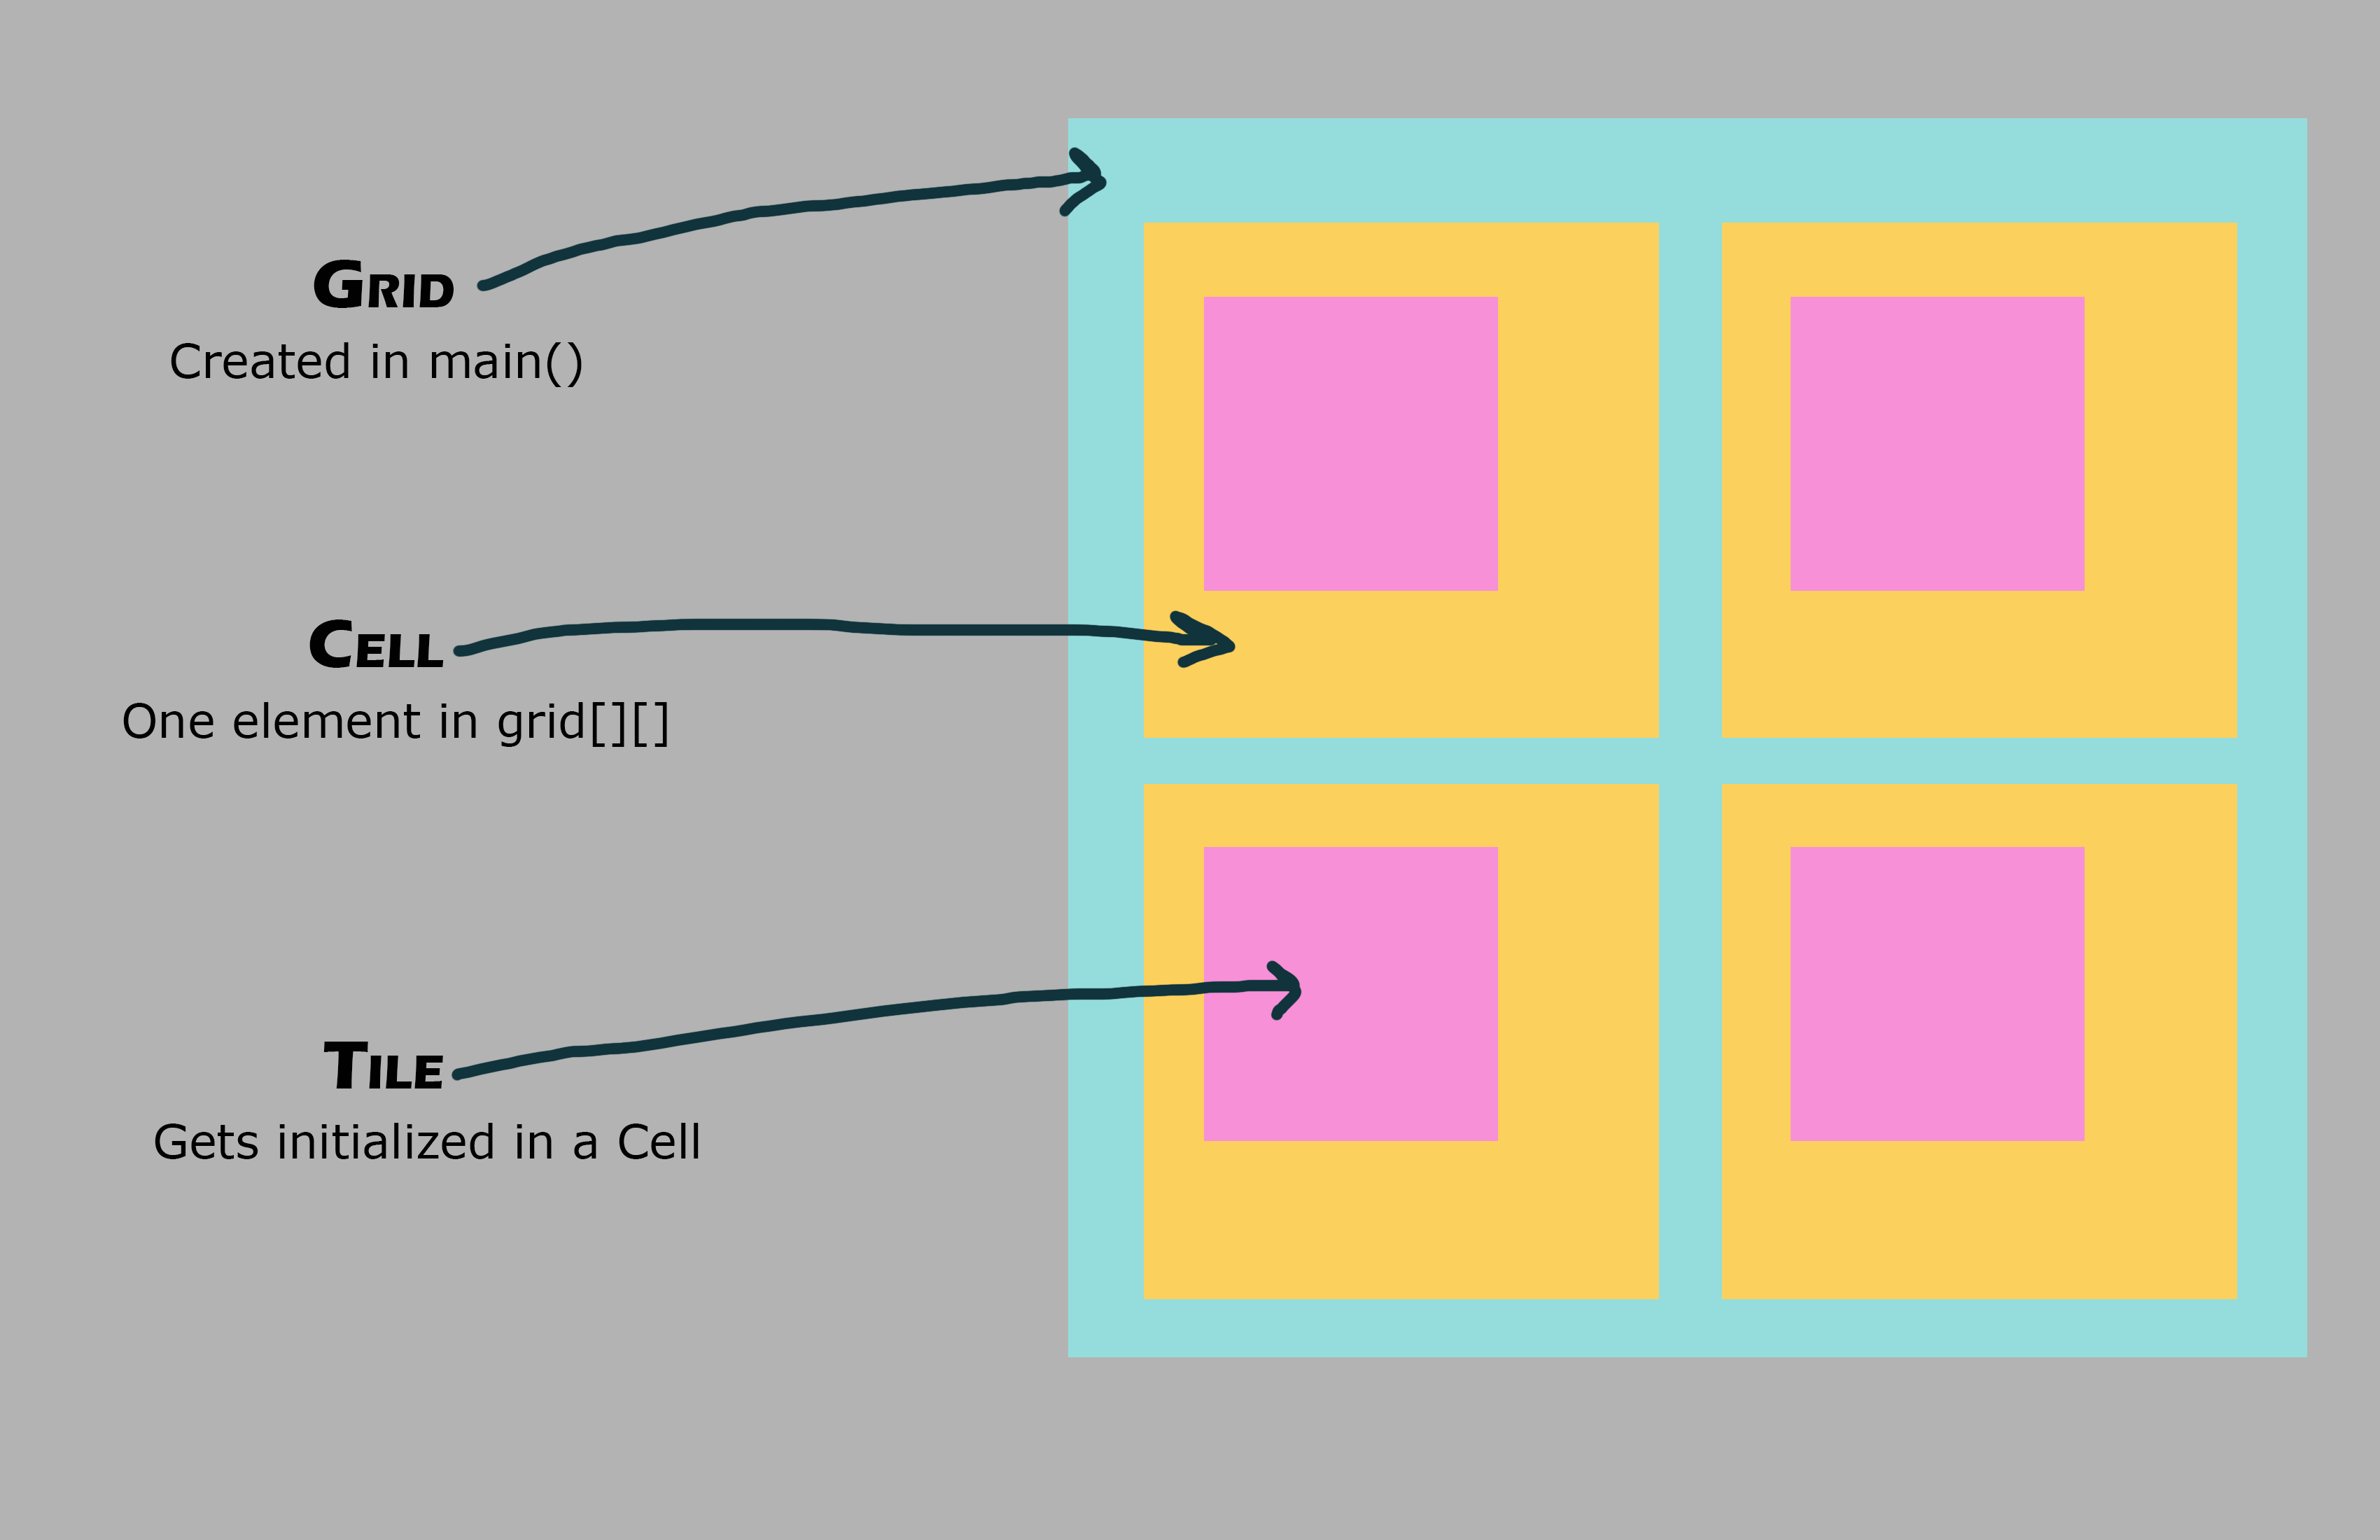 Grid
Created in main()
Cell
One element in grid[][]
Tile
Gets initialized in a Cell